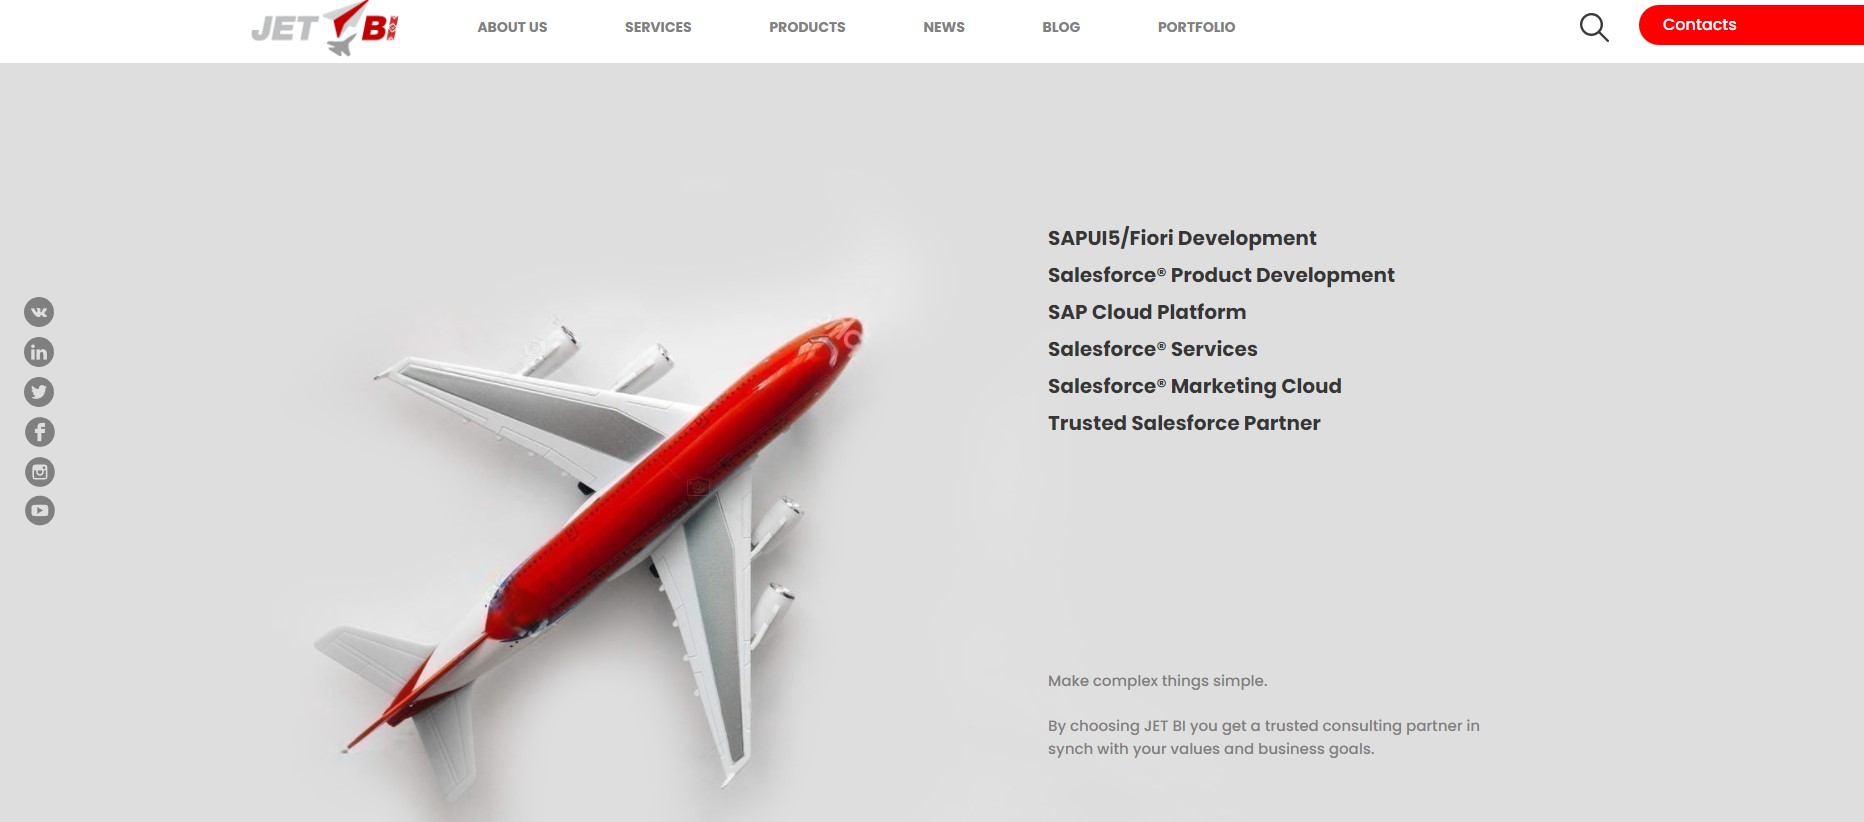 JET BI
ABOUT US
SERVICES
PRODUCTS
NEWS
BLOG
PORTFOLIO
Contacts
SAPUI5/Fiori Development
Salesforce® Product Development
SAP Cloud Platform
Salesforce® Services
Salesforce® Marketing Cloud
Trusted Salesforce Partner
in
Make complex things simple.
By choosing JET BI you get a trusted consulting partner in
synch with your values and business goals.